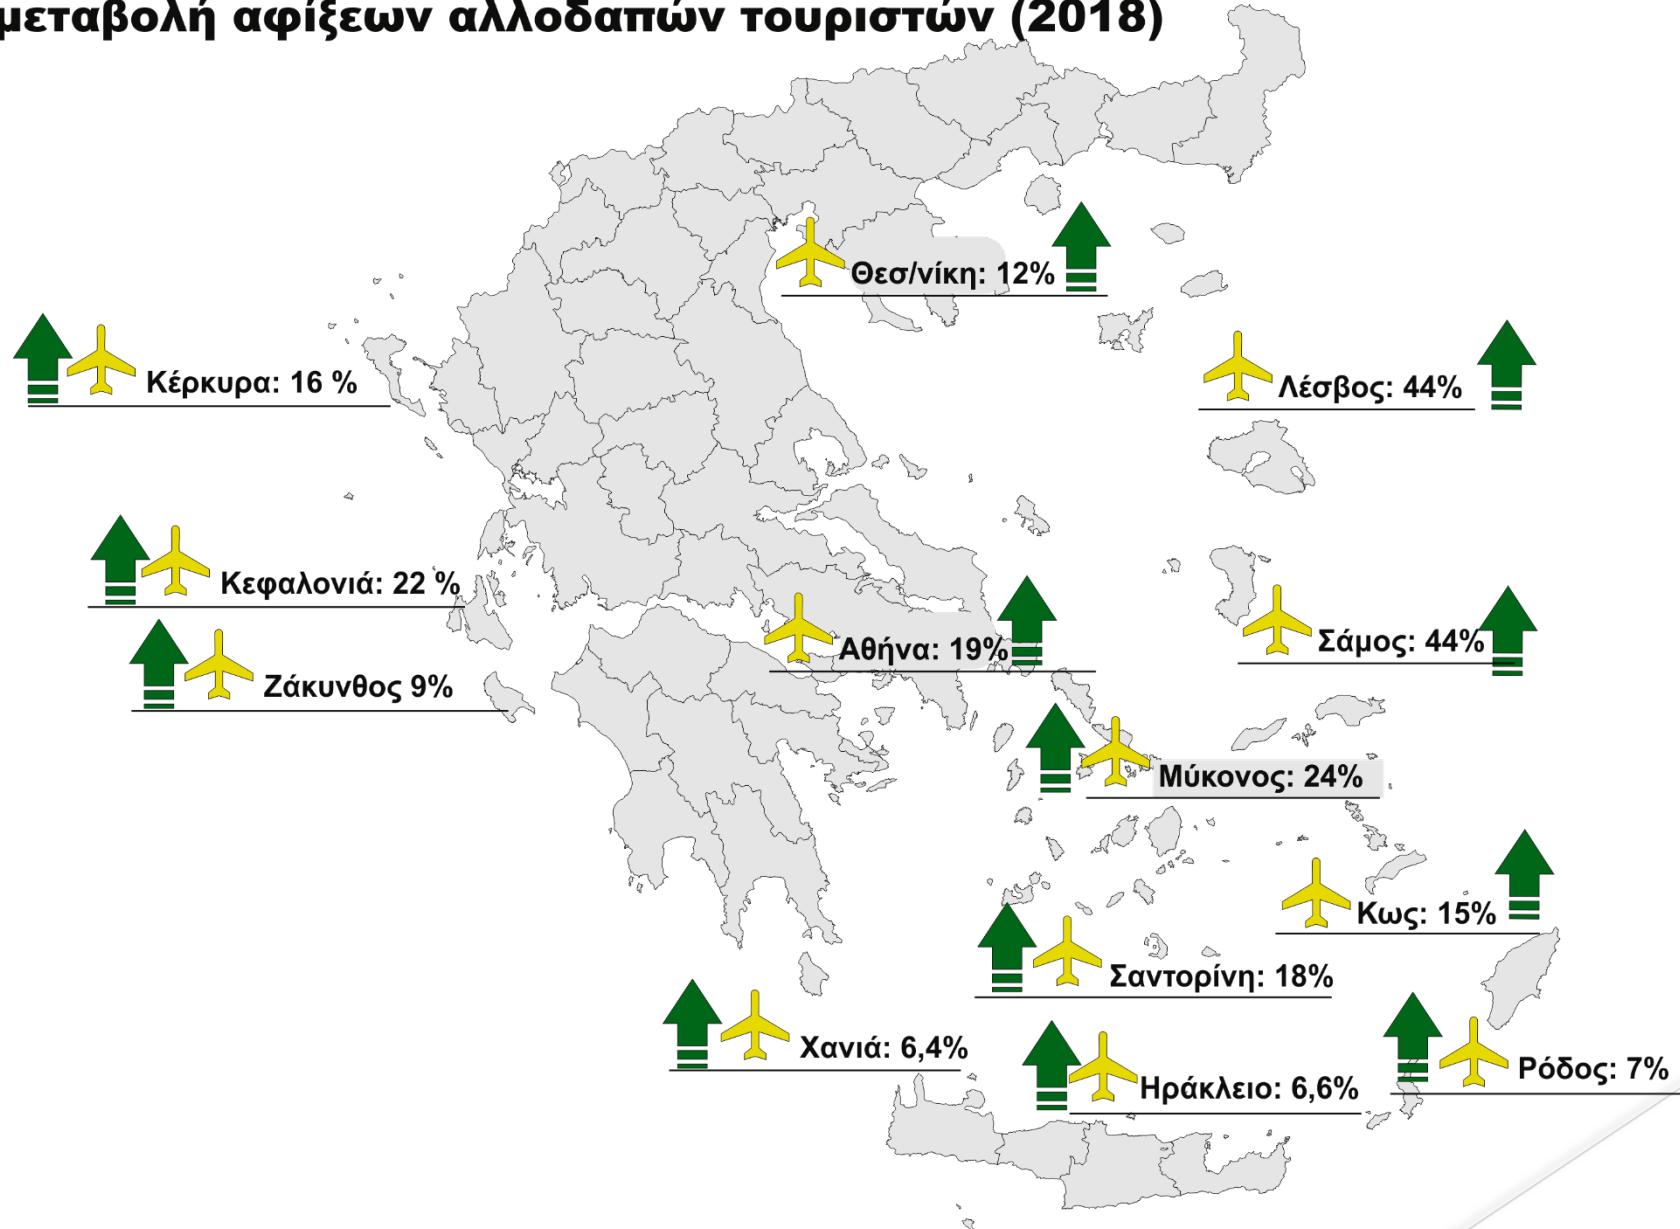 μεταβολή αφίξεων αλλοδαπών τουριστών (2018)
Θεσ/νίκη: 12%
Κέρκυρα: 16 %
Λέσβος: 44%
Κεφαλονιά: 22 %
Αθήνα: 19%
Σάμος: 44%
Ζάκυνθος 9%
Μύκονος: 24%
Κως: 15%
Σαντορίνη: 18%
Χανιά: 6,4%
Ηράκλειο: 6,6%
Ρόδος: 7%